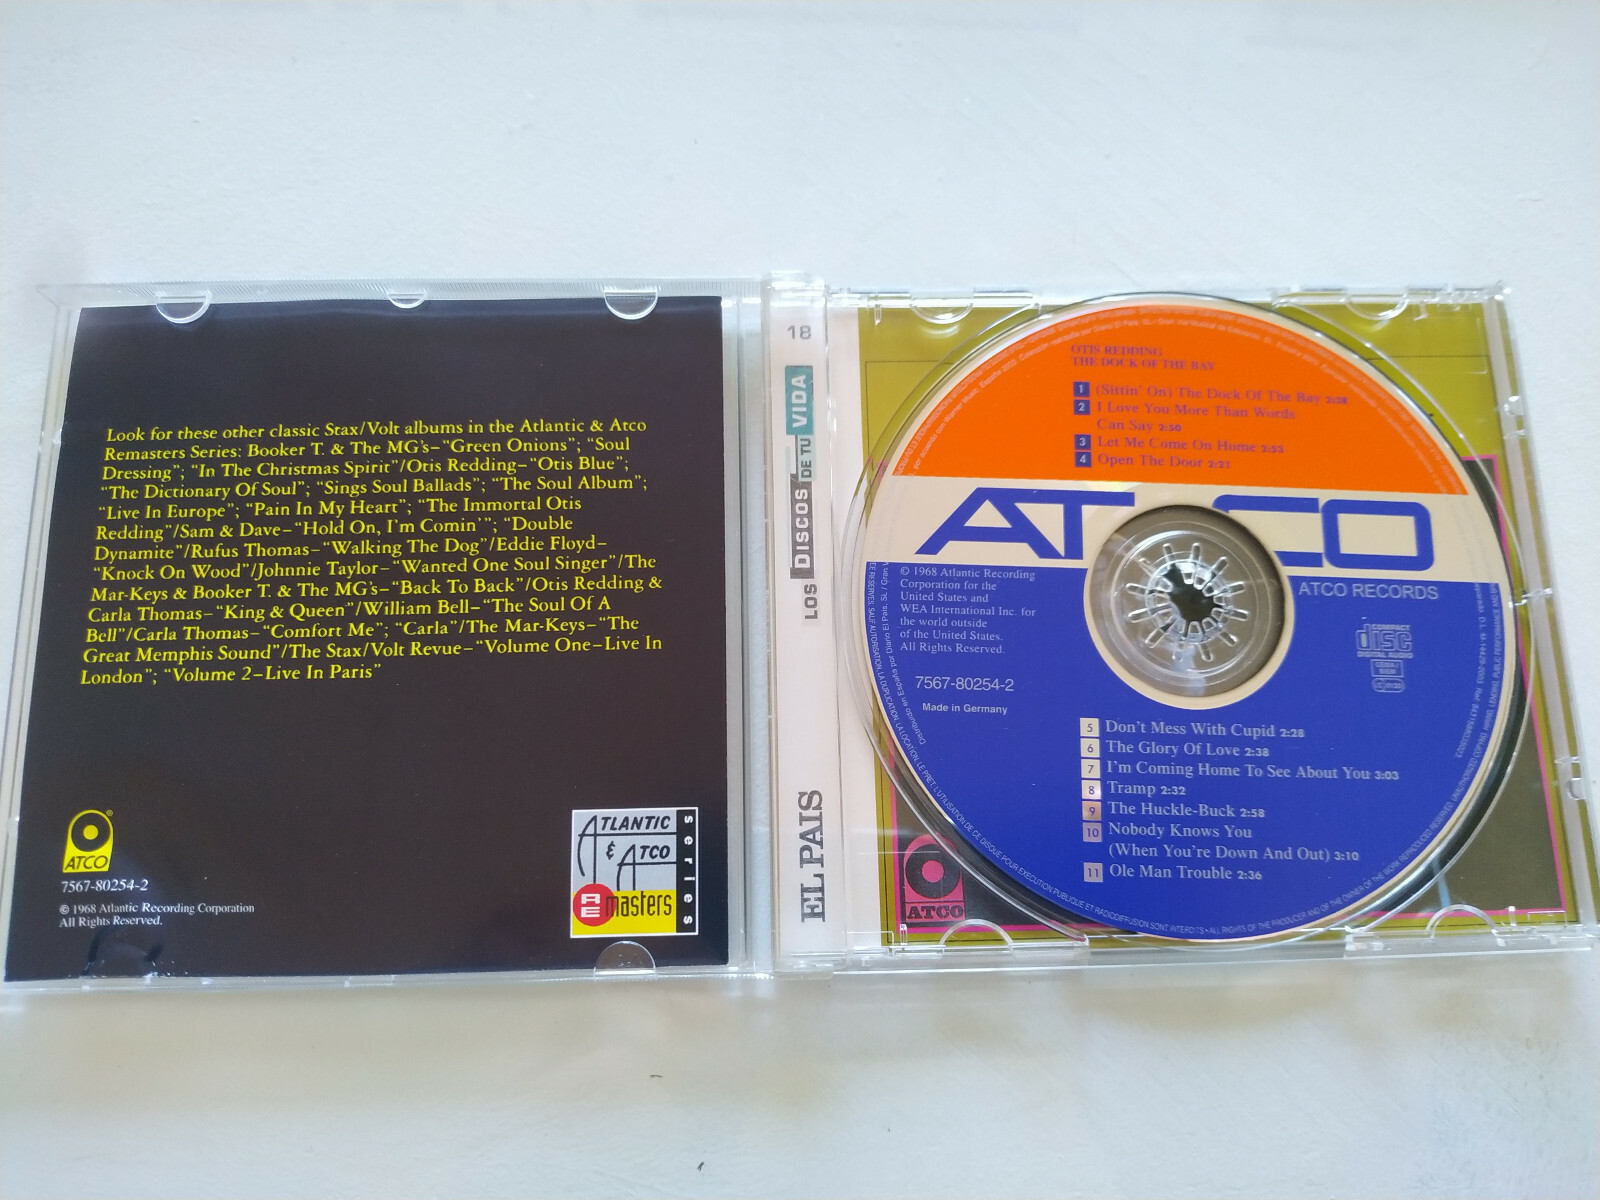 Look for these other classic Stax/Volt albums in the Atlantic & Atco
Remasters Series: Booker T. & The MG's–“Green Onions”; “Soul
Dressing”; “In The Christmas Spirit”/Otis Redding–“Otis Blue”;
“The Dictionary Of Soul”; “Sings Soul Ballads”; “The Soul Album”;
“Live In Europe”; “Pain In My Heart”; “The Immortal Otis
Redding”/Sam & Dave–“Hold On, I'm Comin'”; “Double
Dynamite”/Rufus Thomas–“Walking The Dog”/Eddie Floyd–
“Knock On Wood”/Johnnie Taylor–“Wanted One Soul Singer”/The
Mar-Keys & Booker T. & The MG's–“Back To Back”/Otis Redding &
Carla Thomas–“King & Queen”/William Bell–“The Soul Of A
Bell”/Carla Thomas–“Comfort Me”; “Carla”/The Mar-Keys–“The
Great Memphis Sound”/The Stax/Volt Revue–“Volume One–Live In
London”; “Volume 2–Live In Paris”
ATCO
®
7567-80254-2
© 1968 Atlantic Recording Corporation
All Rights Reserved.
ATLANTIC
& ATCO
RE masters
series
18
LOS DISCOS DE TU VIDA
EL PAIS
OTIS REDDING
THE DOCK OF THE BAY
1 (Sittin' On) The Dock Of The Bay 2:38
2 I Love You More Than Words
Can Say 2:50
3 Let Me Come On Home 2:53
4 Open The Door 2:21
ATCO
ATCO RECORDS
© 1968 Atlantic Recording
Corporation for the
United States and
WEA International Inc. for
the world outside
of the United States.
All Rights Reserved.
7567-80254-2
Made in Germany
COMPACT
disc
DIGITAL AUDIO
5 Don't Mess With Cupid 2:28
6 The Glory Of Love 2:38
7 I'm Coming Home To See About You 3:03
8 Tramp 2:32
9 The Huckle-Buck 2:58
10 Nobody Knows You
(When You're Down And Out) 3:10
11 Ole Man Trouble 2:36
ATCO